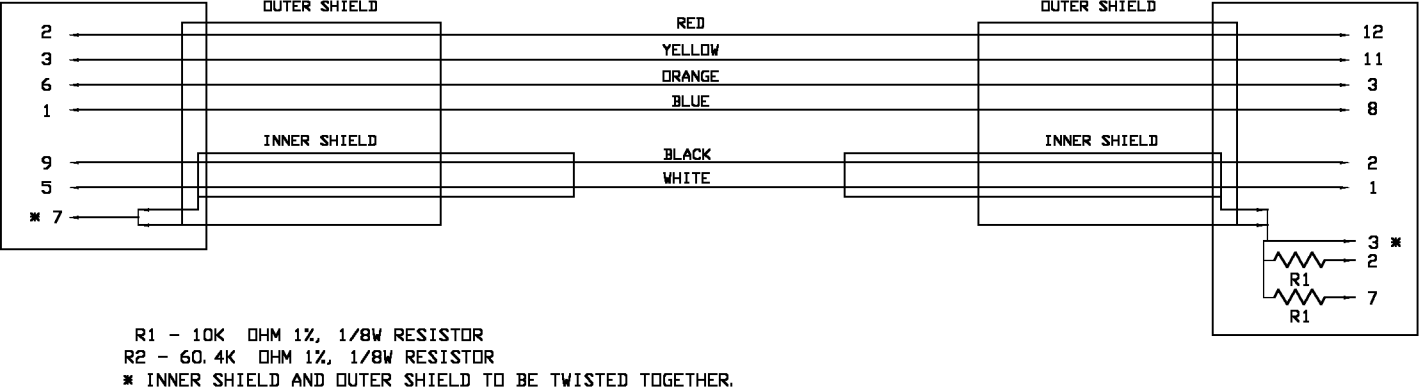 OUTER SHIELD OUTER SHIELD
2 RED 12
3 YELLOW 11
6 ORANGE 3
1 BLUE 8
INNER SHIELD INNER SHIELD
9 BLACK 2
5 WHITE 1
* 7
3 *
2
R1
7
R1
R1 - 10K OHM 1%, 1/8W RESISTOR
R2 - 60.4K OHM 1%, 1/8W RESISTOR
* INNER SHIELD AND OUTER SHIELD TO BE TWISTED TOGETHER.